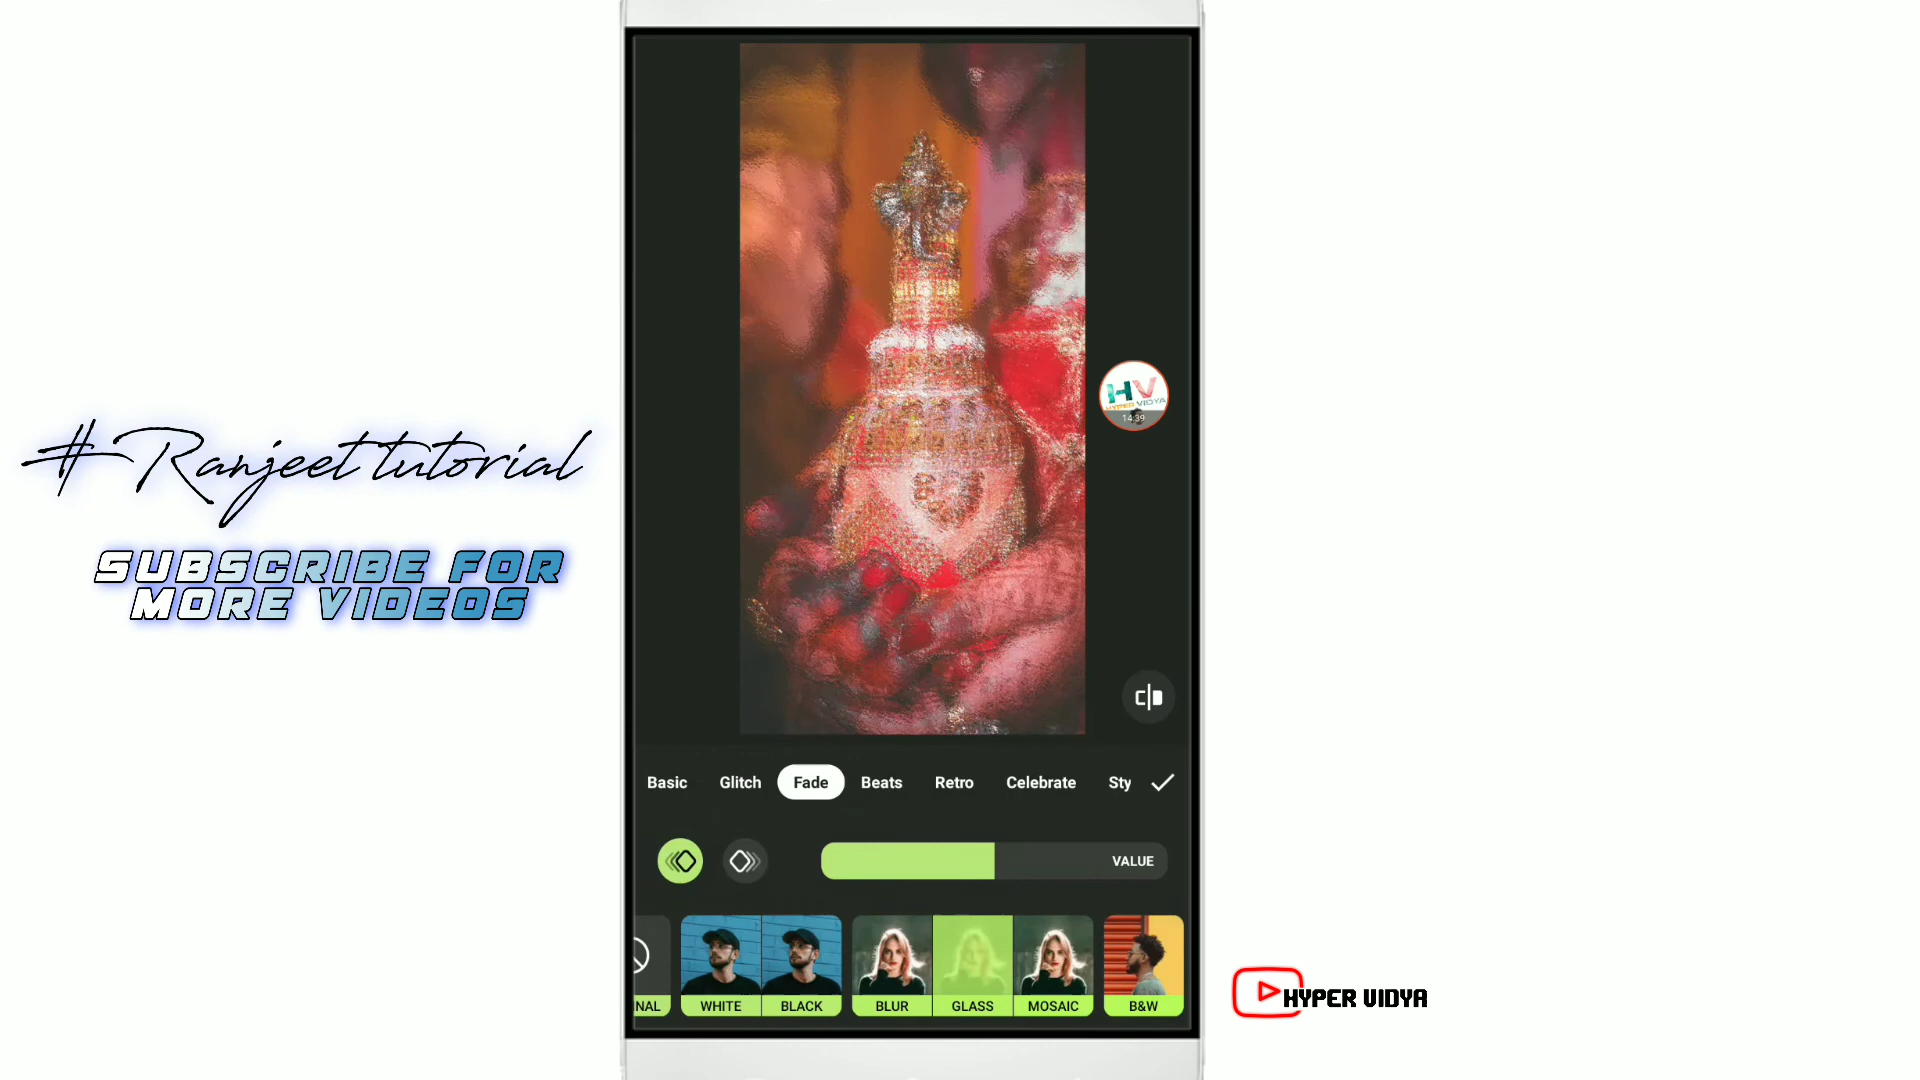 #Ranjeet tutorial
SUBSCRIBE FOR
MORE VIDEOS
HV
HYPER VIDYA
14:39
Basic Glitch Fade Beats Retro Celebrate Sty
VALUE
NAL WHITE BLACK BLUR GLASS MOSAIC B&W
HYPER VIDYA